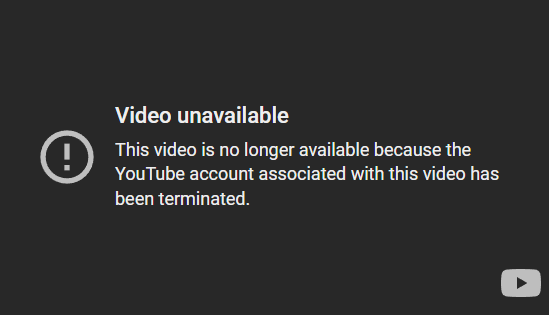 Video unavailable
This video is no longer available because the
YouTube account associated with this video has
been terminated.